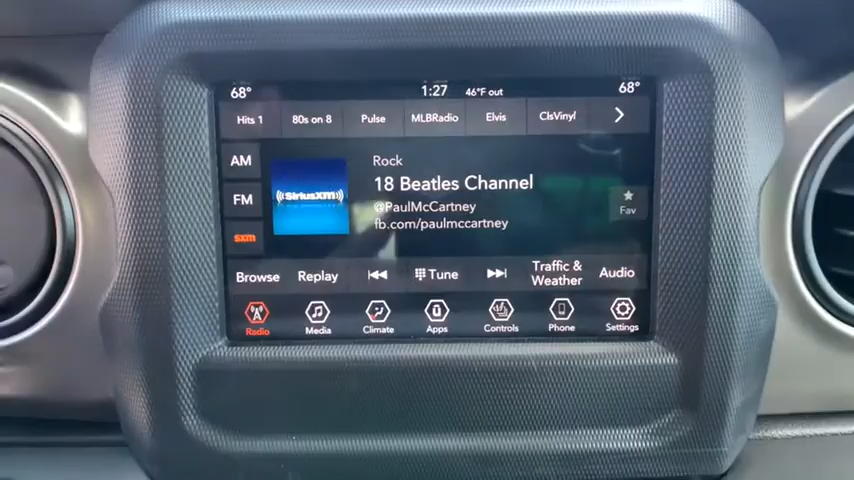 68° 1:27 46°F out 68°
Hits 1 80s on 8 Pulse MLBRadio Elvis ClsVinyl
AM
FM
sxm
SiriusXM
Rock
18 Beatles Channel
@PaulMcCartney
fb.com/paulmccartney
Fav
Browse Replay Tune Traffic & Weather Audio
Radio Media Climate Apps Controls Phone Settings